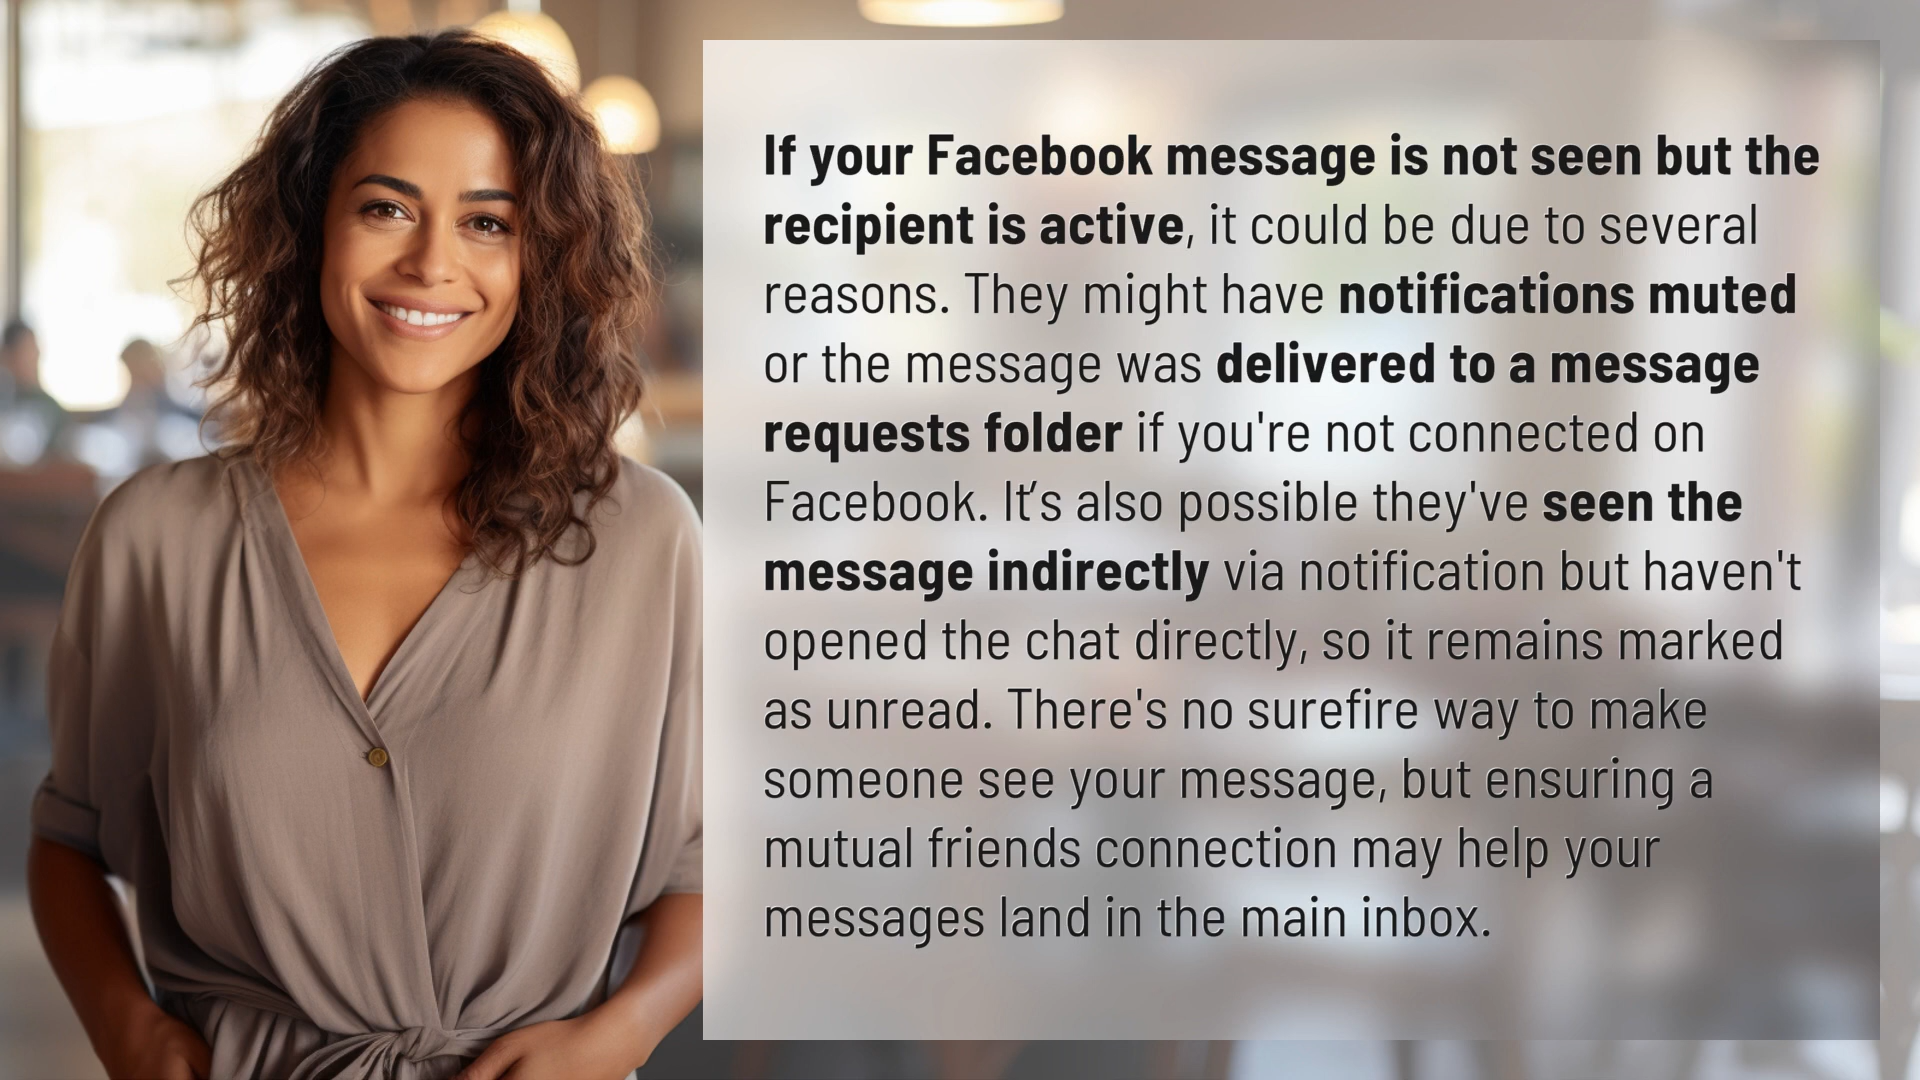 If your Facebook message is not seen but the
recipient is active, it could be due to several
reasons. They might have notifications muted
or the message was delivered to a message
requests folder if you're not connected on
Facebook. It’s also possible they've seen the
message indirectly via notification but haven't
opened the chat directly, so it remains marked
as unread. There's no surefire way to make
someone see your message, but ensuring a
mutual friends connection may help your
messages land in the main inbox.